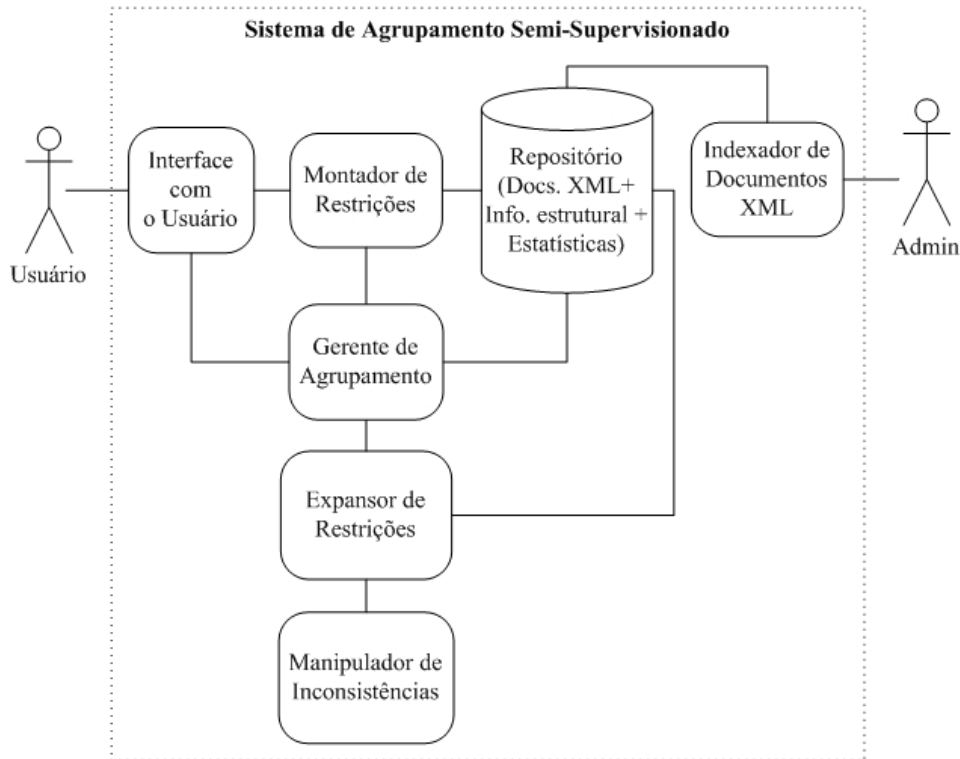 Sistema de Agrupamento Semi-Supervisionado
Usuário
Interface
com
o Usuário
Montador de
Restrições
Repositório
(Docs. XML+
Info. estrutural +
Estatísticas)
Indexador de
Documentos
XML
Admin
Gerente de
Agrupamento
Expansor de
Restrições
Manipulador de
Inconsistências